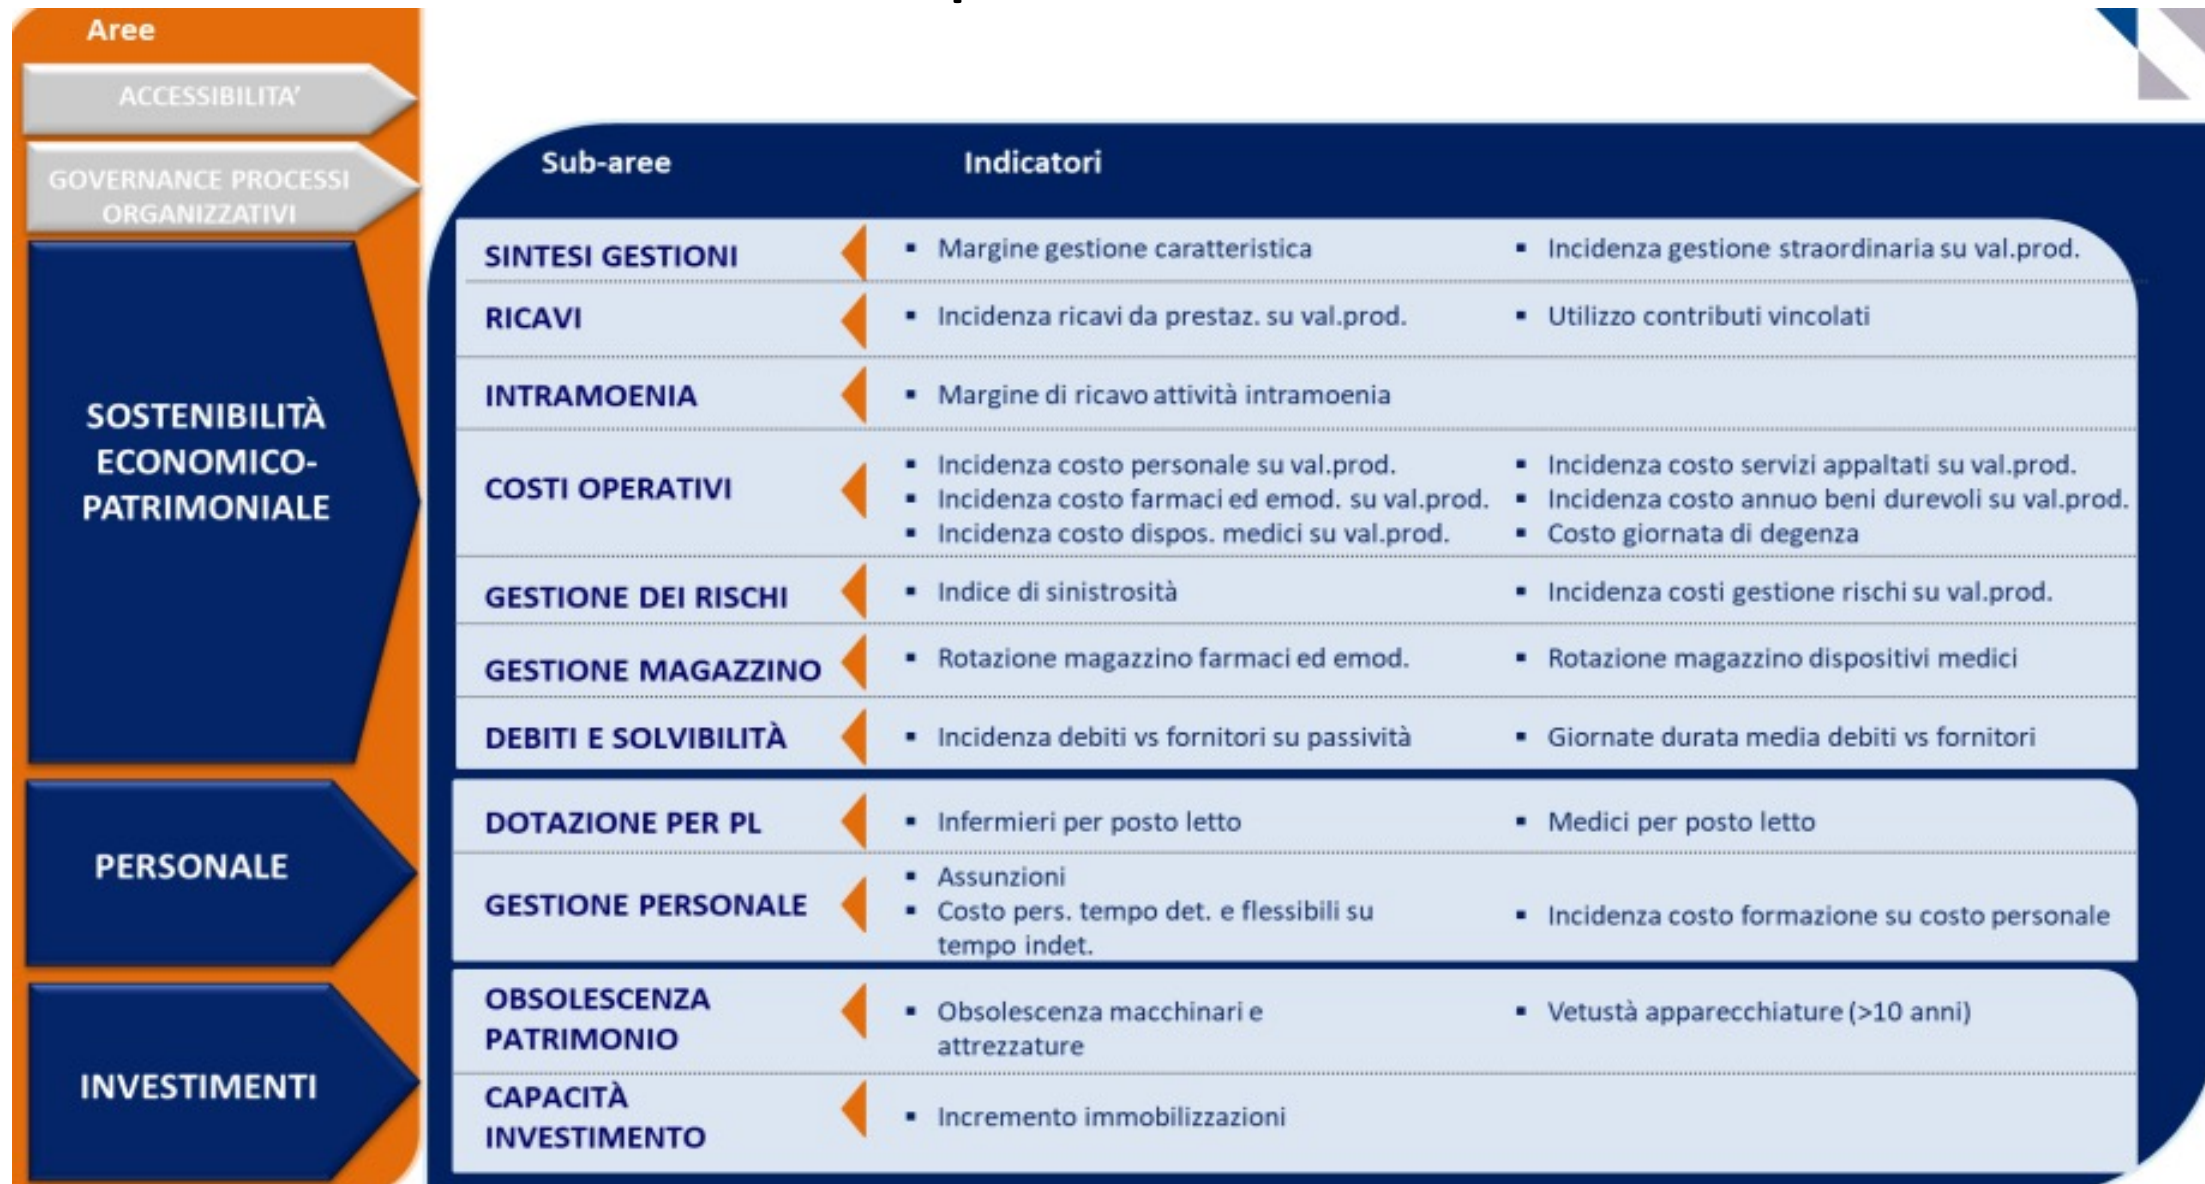 Aree
ACCESSIBILITA'
GOVERNANCE PROCESSI
ORGANIZZATIVI
SOSTENIBILITÀ
ECONOMICO-
PATRIMONIALE
PERSONALE
INVESTIMENTI
Sub-aree
Indicatori
SINTESI GESTIONI
▪ Margine gestione caratteristica
▪ Incidenza gestione straordinaria su val.prod.
RICAVI
▪ Incidenza ricavi da prestaz. su val.prod.
▪ Utilizzo contributi vincolati
INTRAMOENIA
▪ Margine di ricavo attività intramoenia
COSTI OPERATIVI
▪ Incidenza costo personale su val.prod.
▪ Incidenza costo farmaci ed emod. su val.prod.
▪ Incidenza costo dispos. medici su val.prod.
▪ Incidenza costo servizi appaltati su val.prod.
▪ Incidenza costo annuo beni durevoli su val.prod.
▪ Costo giornata di degenza
GESTIONE DEI RISCHI
▪ Indice di sinistrosità
▪ Incidenza costi gestione rischi su val.prod.
GESTIONE MAGAZZINO
▪ Rotazione magazzino farmaci ed emod.
▪ Rotazione magazzino dispositivi medici
DEBITI E SOLVIBILITÀ
▪ Incidenza debiti vs fornitori su passività
▪ Giornate durata media debiti vs fornitori
DOTAZIONE PER PL
▪ Infermieri per posto letto
▪ Medici per posto letto
GESTIONE PERSONALE
▪ Assunzioni
▪ Costo pers. tempo det. e flessibili su
tempo indet.
▪ Incidenza costo formazione su costo personale
OBSOLESCENZA
PATRIMONIO
▪ Obsolescenza macchinari e
attrezzature
▪ Vetustà apparecchiature (>10 anni)
CAPACITÀ
INVESTIMENTO
▪ Incremento immobilizzazioni